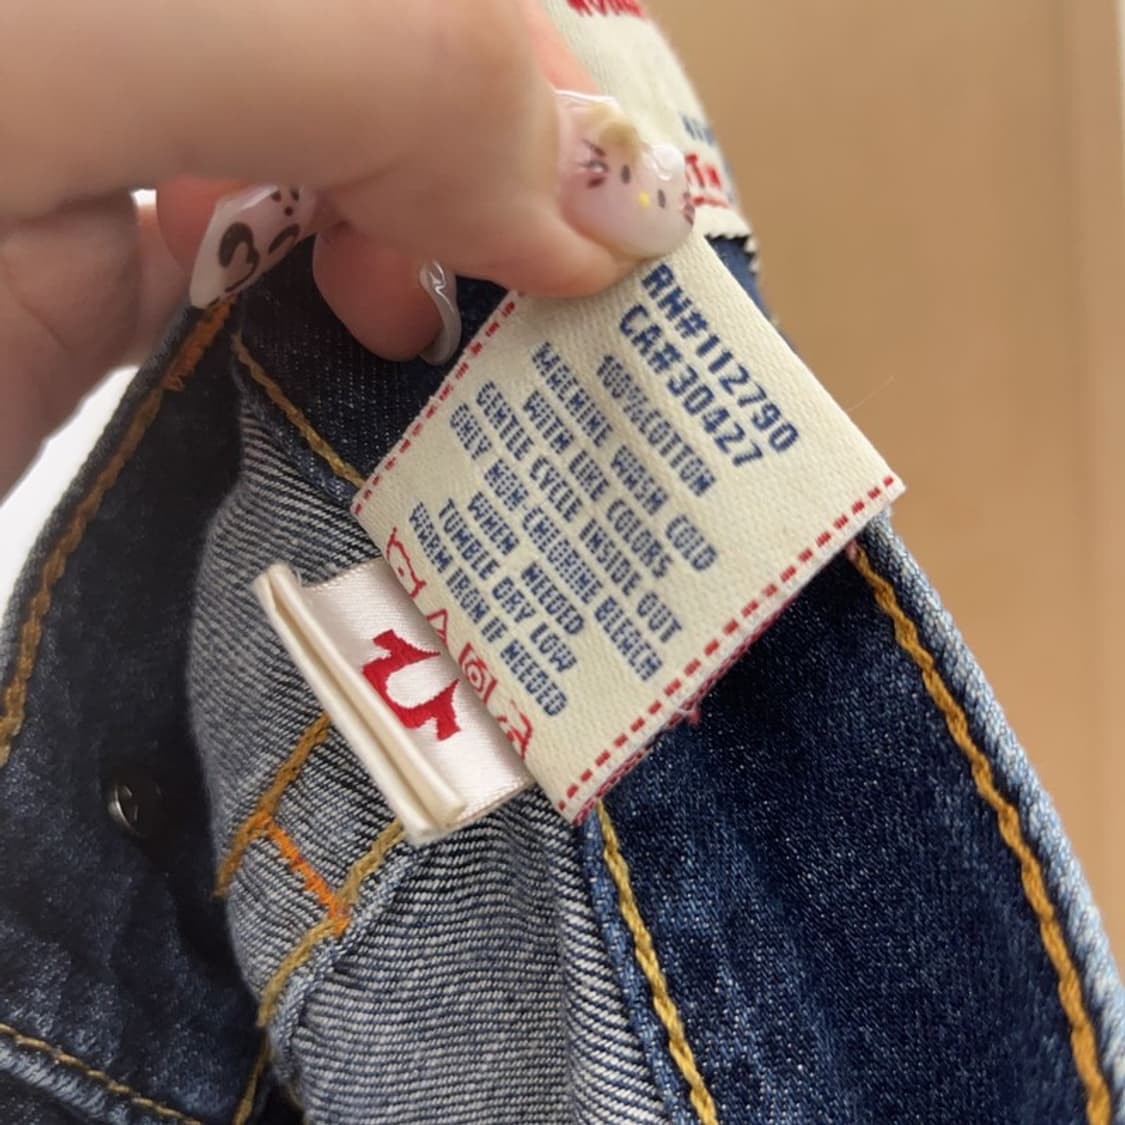 RN#112790
CA#30427
100%COTTON
MACHINE WASH COLD
WITH LIKE COLORS
GENTLE CYCLE INSIDE OUT
ONLY NON-CHLORINE BLEACH
WHEN NEEDED
TUMBLE DRY LOW
WARM IRON IF NEEDED